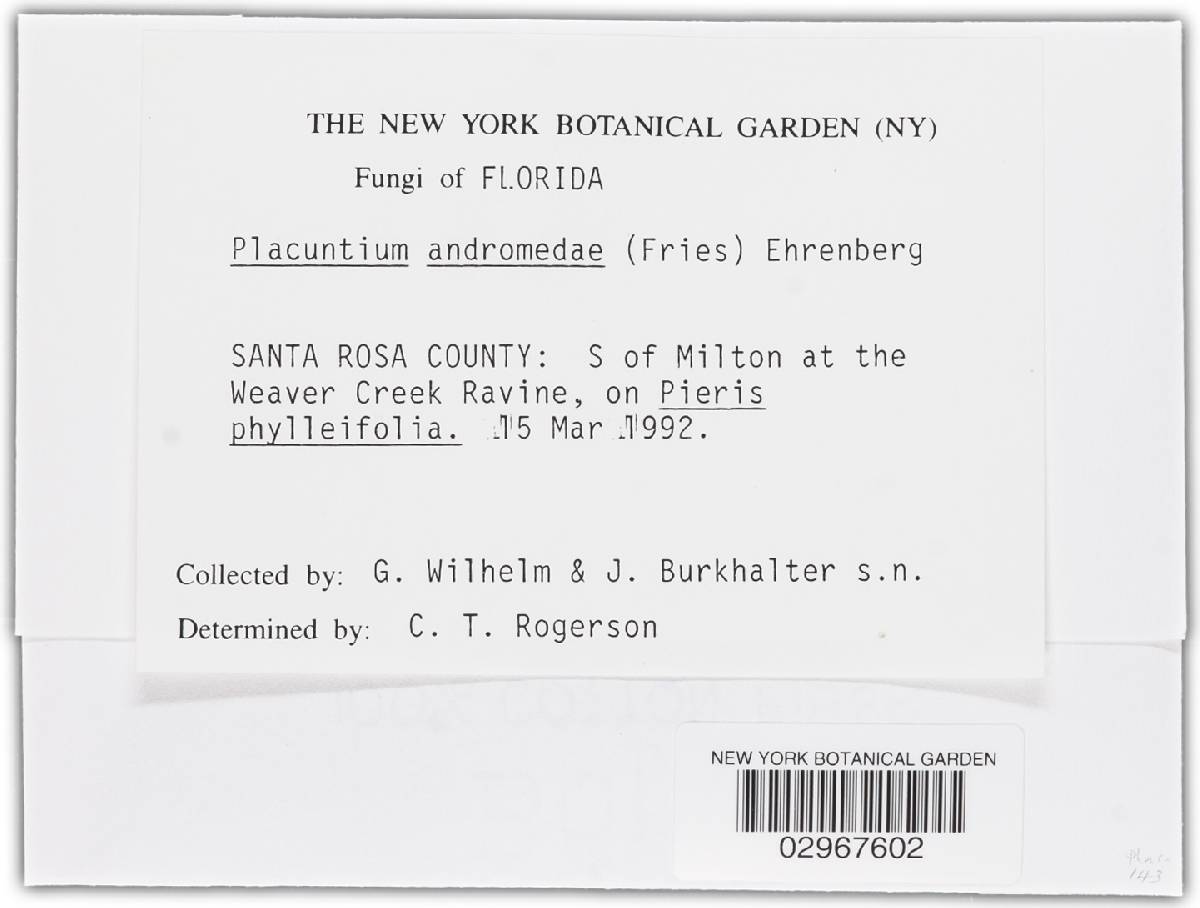 THE NEW YORK BOTANICAL GARDEN (NY)
Fungi of FLORIDA
Placuntium andromedae (Fries) Ehrenberg
SANTA ROSA COUNTY: S of Milton at the
Weaver Creek Ravine, on Pieris
phylleifolia. 15 Mar 1992.
Collected by: G. Wilhelm & J. Burkhalter s.n.
Determined by: C. T. Rogerson
NEW YORK BOTANICAL GARDEN
02967602
143